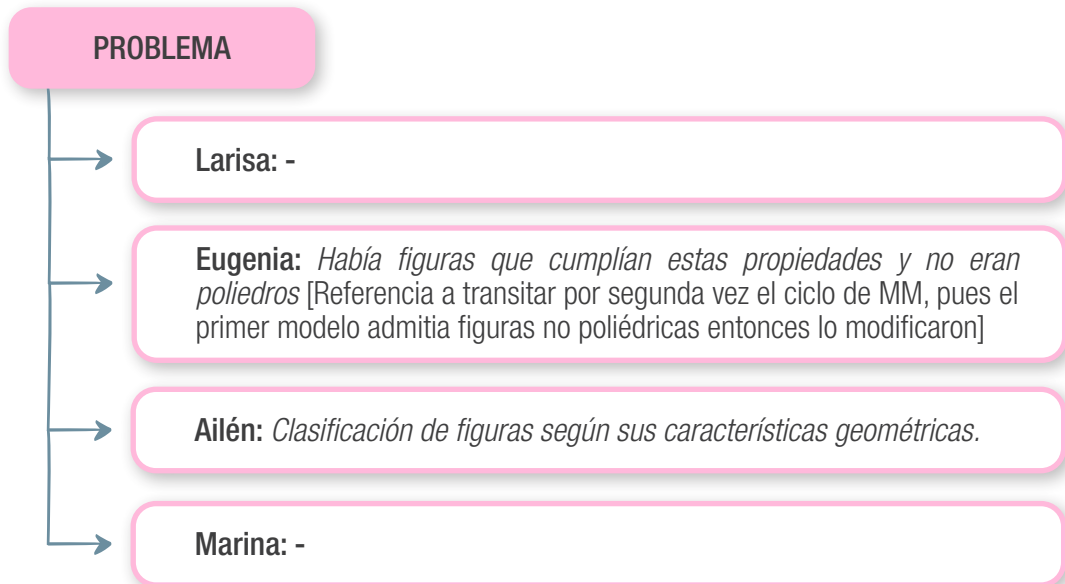 PROBLEMA
Larisa: -
Eugenia: Había figuras que cumplían estas propiedades y no eran
poliedros [Referencia a transitar por segunda vez el ciclo de MM, pues el
primer modelo admitia figuras no poliédricas entonces lo modificaron]
Ailén: Clasificación de figuras según sus características geométricas.
Marina: -